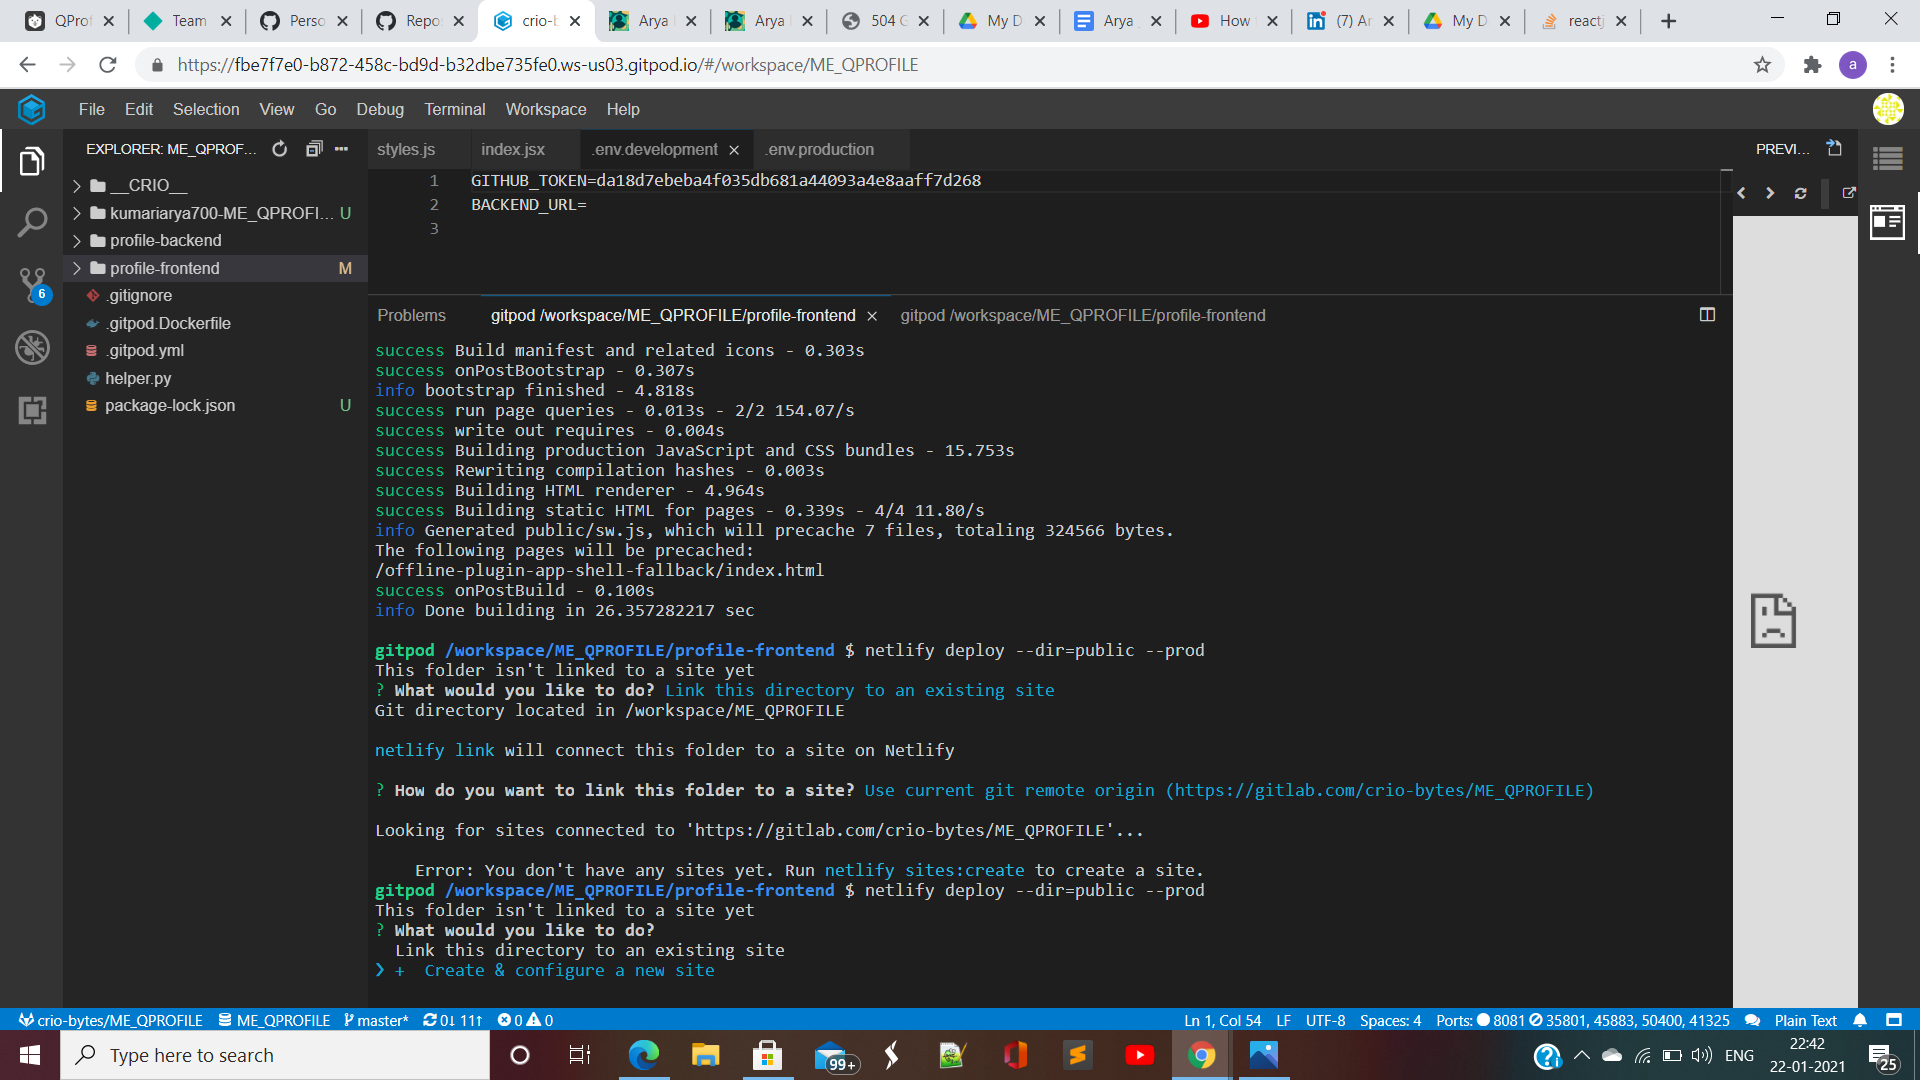 QProf
Team
Perso
Repo
crio-b
Arya
Arya
504 G
My D
Arya
How
(7) Ar
My D
reactj
https://fbe7f7e0-b872-458c-bd9d-b32dbe735fe0.ws-us03.gitpod.io/#/workspace/ME_QPROFILE
a
File Edit Selection View Go Debug Terminal Workspace Help
EXPLORER: ME_QPROF...
styles.js index.jsx .env.development .env.production
PREVI...
__CRIO__
kumariarya700-ME_QPROFI... U
profile-backend
profile-frontend M
.gitignore
.gitpod.Dockerfile
.gitpod.yml
helper.py
package-lock.json U
6
1 GITHUB_TOKEN=da18d7ebeba4f035db681a44093a4e8aaff7d268
2 BACKEND_URL=
3
Problems gitpod /workspace/ME_QPROFILE/profile-frontend gitpod /workspace/ME_QPROFILE/profile-frontend
success Build manifest and related icons - 0.303s
success onPostBootstrap - 0.307s
info bootstrap finished - 4.818s
success run page queries - 0.013s - 2/2 154.07/s
success write out requires - 0.004s
success Building production JavaScript and CSS bundles - 15.753s
success Rewriting compilation hashes - 0.003s
success Building HTML renderer - 4.964s
success Building static HTML for pages - 0.339s - 4/4 11.80/s
info Generated public/sw.js, which will precache 7 files, totaling 324566 bytes.
The following pages will be precached:
/offline-plugin-app-shell-fallback/index.html
success onPostBuild - 0.100s
info Done building in 26.357282217 sec
gitpod /workspace/ME_QPROFILE/profile-frontend $ netlify deploy --dir=public --prod
This folder isn't linked to a site yet
? What would you like to do? Link this directory to an existing site
Git directory located in /workspace/ME_QPROFILE
netlify link will connect this folder to a site on Netlify
? How do you want to link this folder to a site? Use current git remote origin (https://gitlab.com/crio-bytes/ME_QPROFILE)
Looking for sites connected to 'https://gitlab.com/crio-bytes/ME_QPROFILE'...
Error: You don't have any sites yet. Run netlify sites:create to create a site.
gitpod /workspace/ME_QPROFILE/profile-frontend $ netlify deploy --dir=public --prod
This folder isn't linked to a site yet
? What would you like to do?
Link this directory to an existing site
❯ + Create & configure a new site
crio-bytes/ME_QPROFILE ME_QPROFILE master* 0↓ 11↑ 0 0 Ln 1, Col 54 LF UTF-8 Spaces: 4 Ports: 8081 35801, 45883, 50400, 41325 Plain Text
Type here to search
99+
ENG
22:42
22-01-2021
25